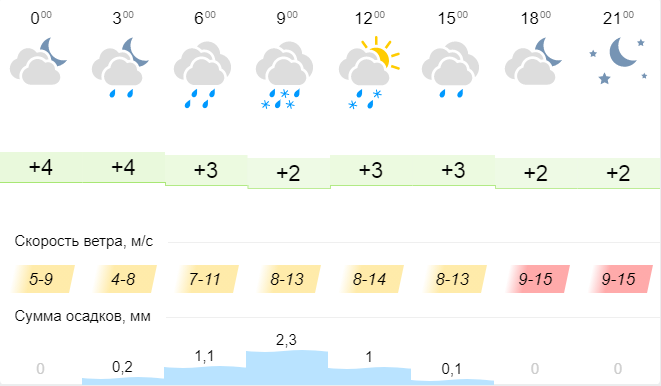 0⁰⁰ 3⁰⁰ 6⁰⁰ 9⁰⁰ 12⁰⁰ 15⁰⁰ 18⁰⁰ 21⁰⁰
+4 +4 +3 +2 +3 +3 +2 +2
Скорость ветра, м/с
5-9 4-8 7-11 8-13 8-14 8-13 9-15 9-15
Сумма осадков, мм
0 0,2 1,1 2,3 1 0,1 0 0